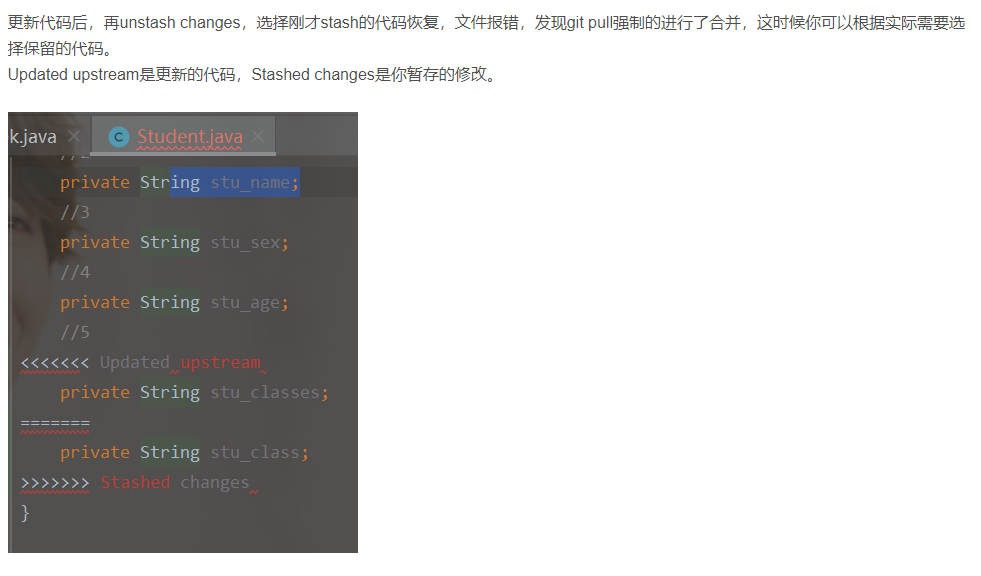 更新代码后，再unstash changes，选择刚才stash的代码恢复，文件报错，发现git pull强制的进行了合并，这时候你可以根据实际需要选
择保留的代码。
Updated upstream是更新的代码，Stashed changes是你暂存的修改。
k.java × C Student.java ×
private String stu_name;
//3
private String stu_sex;
//4
private String stu_age;
//5
<<<<<<< Updated upstream
private String stu_classes;
=======
private String stu_class;
>>>>>>> Stashed changes
}